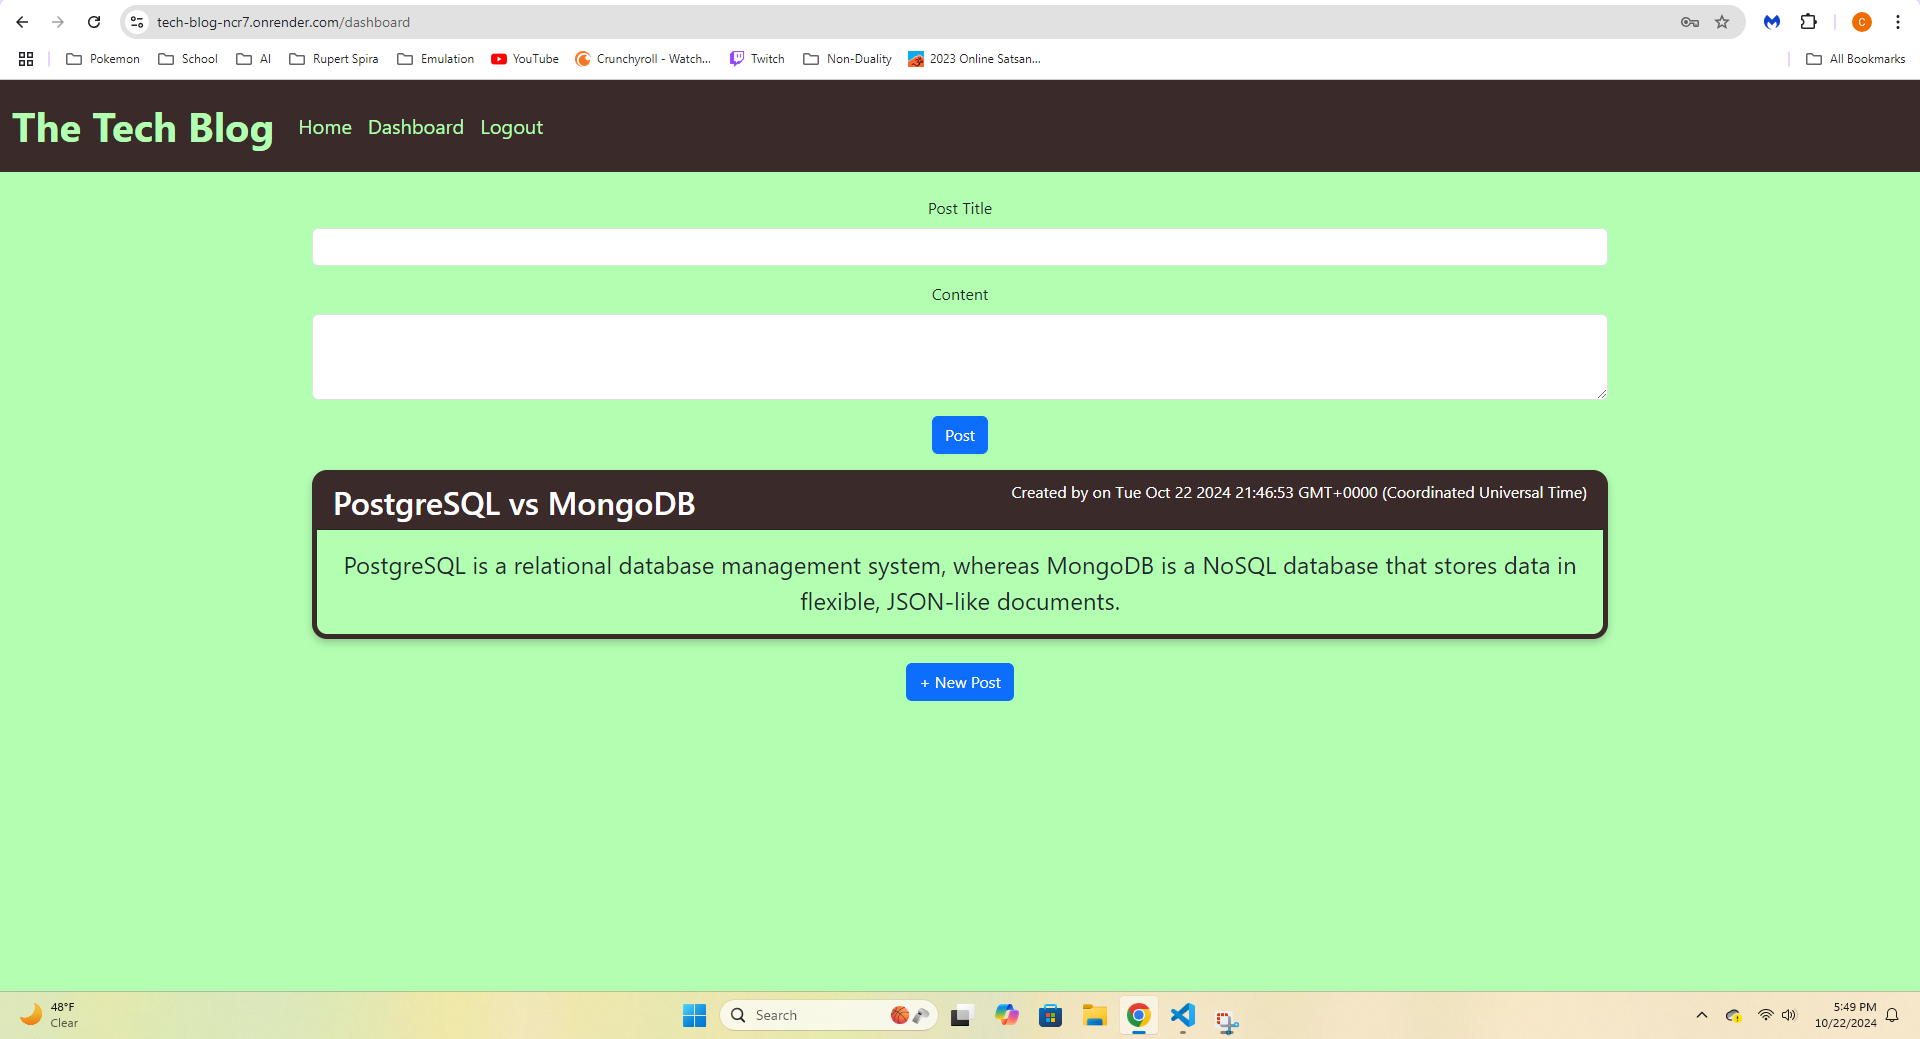 tech-blog-ncr7.onrender.com/dashboard
C
Pokemon School AI Rupert Spira Emulation YouTube Crunchyroll - Watch... Twitch Non-Duality 2023 Online Satsan... All Bookmarks
The Tech Blog Home Dashboard Logout
Post Title
Content
Post
PostgreSQL vs MongoDB Created by on Tue Oct 22 2024 21:46:53 GMT+0000 (Coordinated Universal Time)
PostgreSQL is a relational database management system, whereas MongoDB is a NoSQL database that stores data in
flexible, JSON-like documents.
+ New Post
48°F
Clear
Search
5:49 PM
10/22/2024